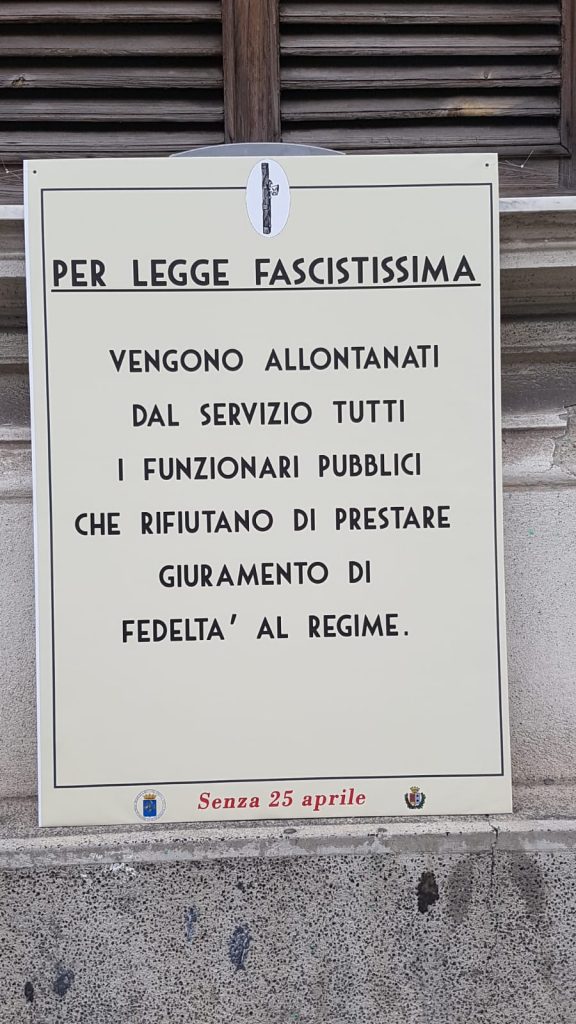 PER LEGGE FASCISTISSIMA
VENGONO ALLONTANATI
DAL SERVIZIO TUTTI
I FUNZIONARI PUBBLICI
CHE RIFIUTANO DI PRESTARE
GIURAMENTO DI
FEDELTA' AL REGIME.
Senza 25 aprile